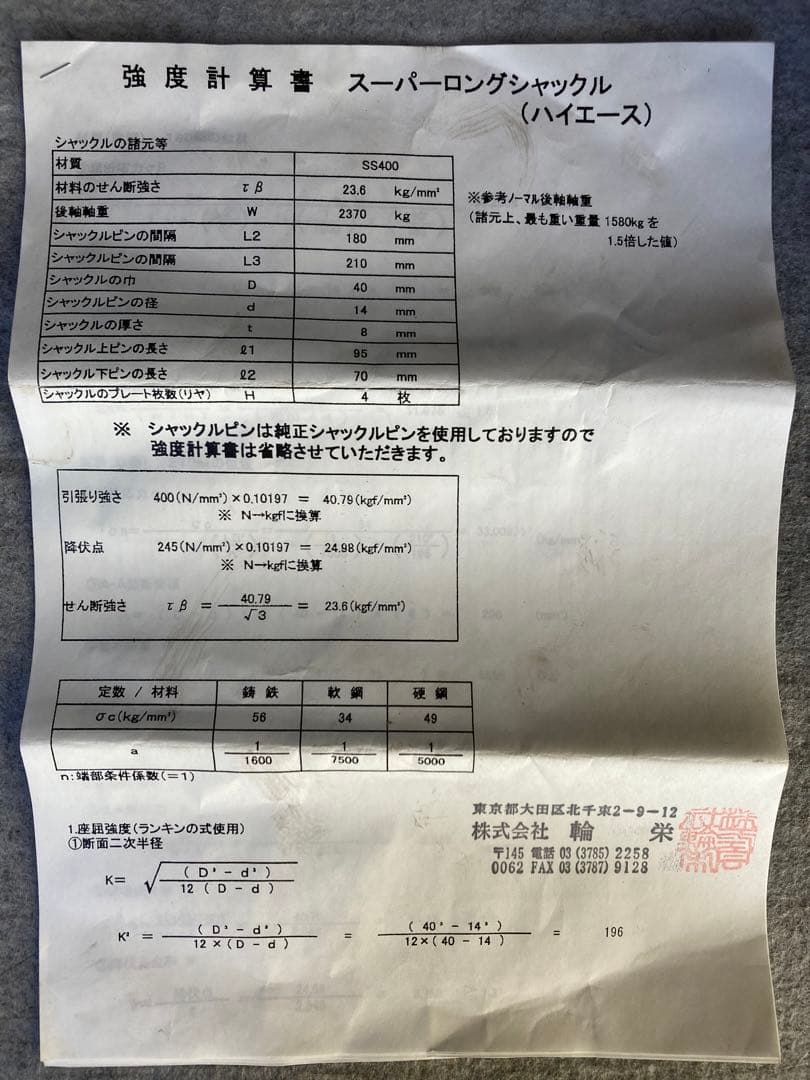 強度計算書 スーパーロングシャックル
(ハイエース)
シャックルの諸元等
材質 SS400
材料のせん断強さ τβ 23.6 kg/mm²
後軸軸重 W 2370 kg
シャックルピンの間隔 L2 180 mm
シャックルピンの間隔 L3 210 mm
シャックルの巾 D 40 mm
シャックルピンの径 d 14 mm
シャックルの厚さ t 8 mm
シャックル上ピンの長さ ℓ1 95 mm
シャックル下ピンの長さ ℓ2 70 mm
シャックルのプレート枚数(リヤ) H 4 枚
※参考ノーマル後軸軸重
(諸元上、最も重い重量 1580kgを
1.5倍した値)
※ シャックルピンは純正シャックルピンを使用しておりますので
強度計算書は省略させていただきます。
引張り強さ 400(N/mm²)×0.10197 = 40.79(kgf/mm²)
※ N→kgfに換算
降伏点 245(N/mm²)×0.10197 = 24.98(kgf/mm²)
※ N→kgfに換算
せん断強さ τβ = 40.79/√3 = 23.6(kgf/mm²)
定数 / 材料 鋳鉄 軟鋼 硬鋼
σc(kg/mm²) 56 34 49
a 1/1600 1/7500 1/5000
n:端部条件係数(=1)
東京都大田区北千束2-9-12
株式会社 輪栄
〒145 電話 03 (3785) 2258
0062 FAX 03 (3787) 9128
1.座屈強度(ランキンの式使用)
①断面二次半径
K= √(D³-d³)/12(D-d)
K² = (D³-d³)/12×(D-d) = (40³-14³)/12×(40-14) = 196